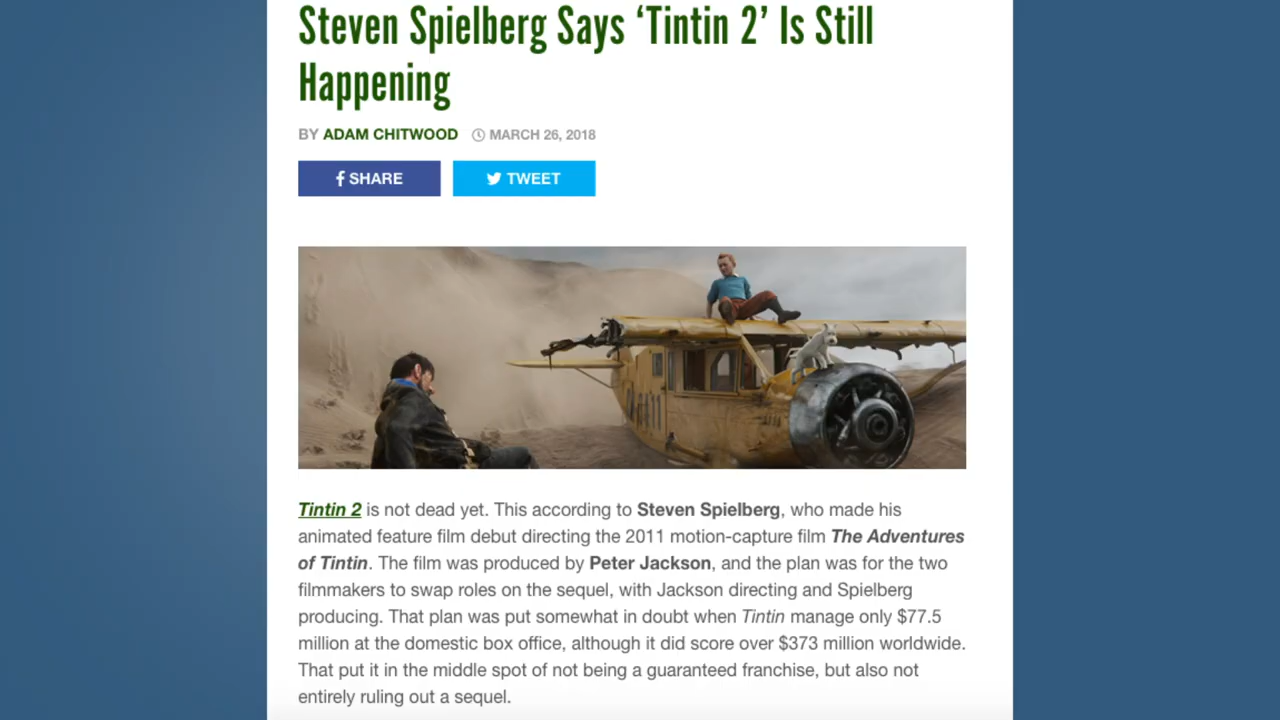 Steven Spielberg Says ‘Tintin 2’ Is Still
Happening
BY ADAM CHITWOOD MARCH 26, 2018
SHARE TWEET
Tintin 2 is not dead yet. This according to Steven Spielberg, who made his
animated feature film debut directing the 2011 motion-capture film The Adventures
of Tintin. The film was produced by Peter Jackson, and the plan was for the two
filmmakers to swap roles on the sequel, with Jackson directing and Spielberg
producing. That plan was put somewhat in doubt when Tintin manage only $77.5
million at the domestic box office, although it did score over $373 million worldwide.
That put it in the middle spot of not being a guaranteed franchise, but also not
entirely ruling out a sequel.